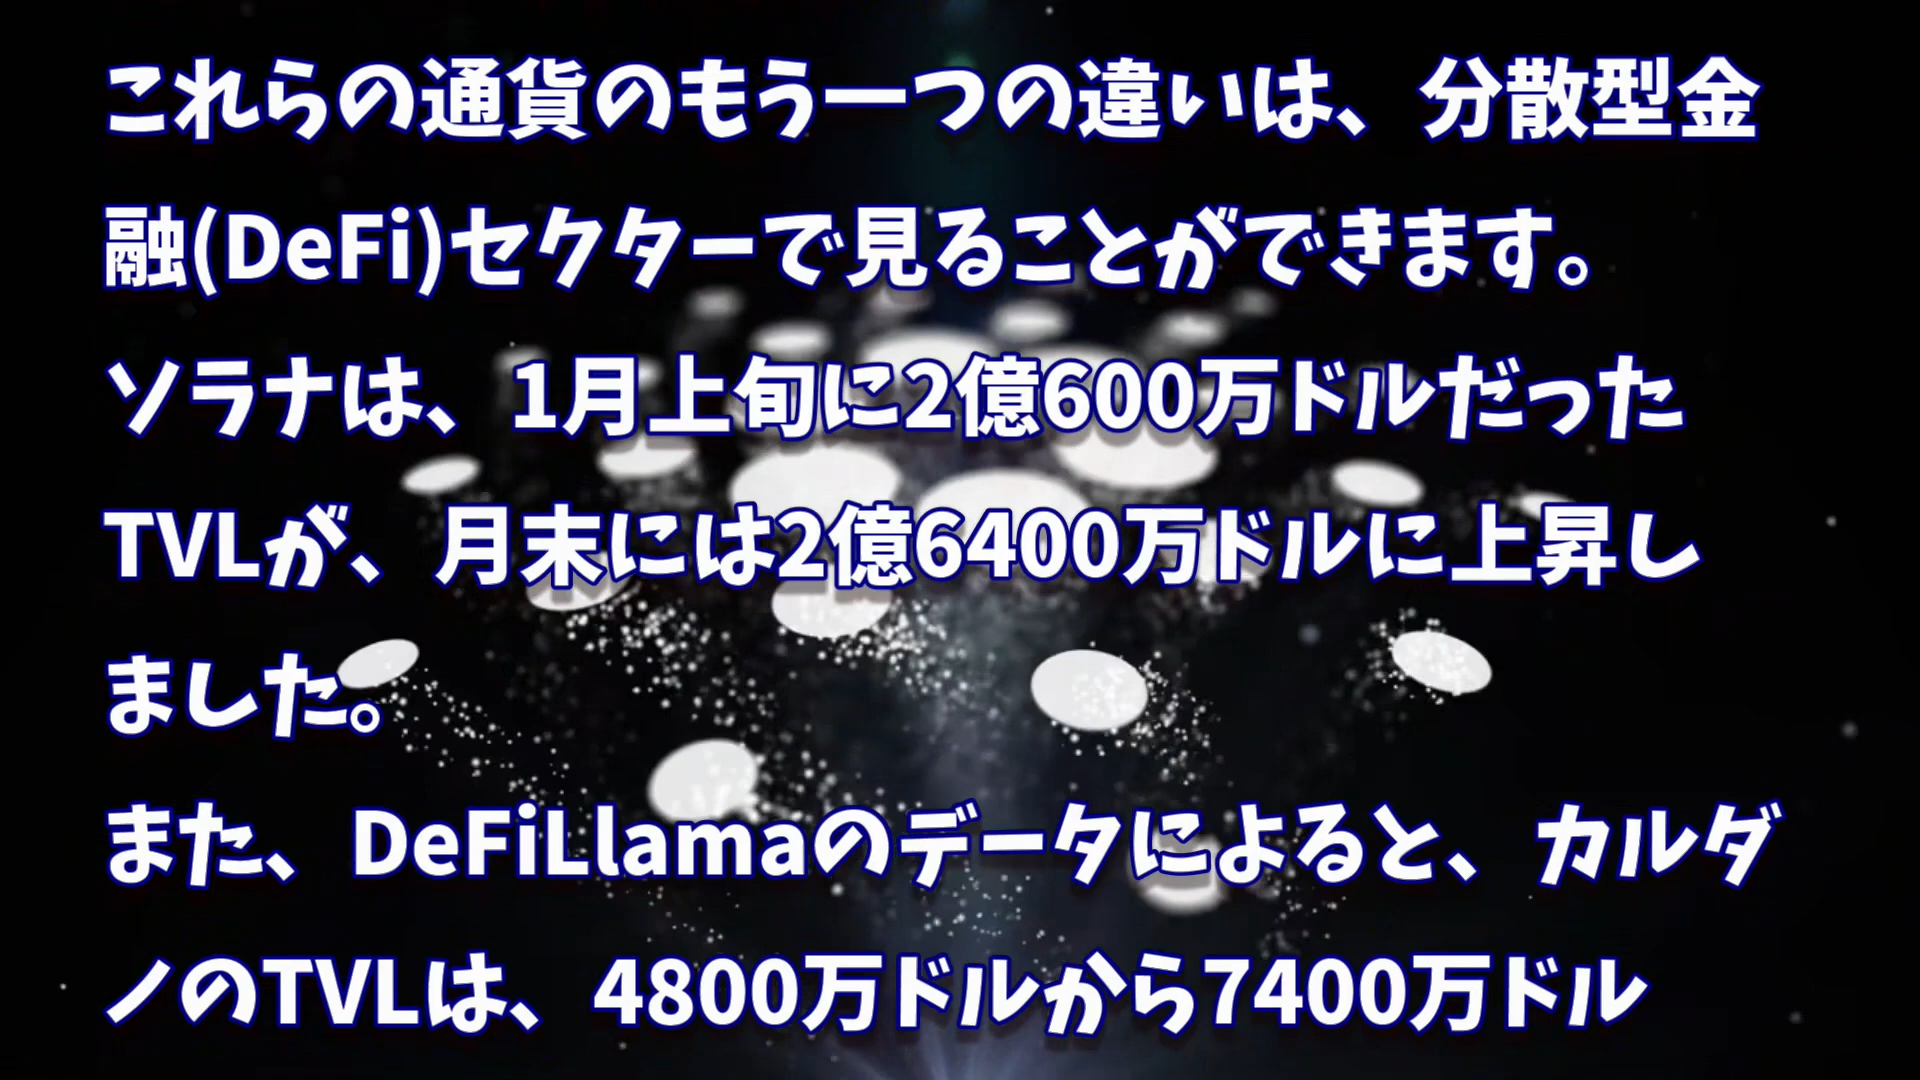 これらの通貨のもう一つの違いは、分散型金
融(DeFi)セクターで見ることができます。
ソラナは、1月上旬に2億600万ドルだった
TVLが、月末には2億6400万ドルに上昇し
ました。
また、DeFiLlamaのデータによると、カルダ
ノのTVLは、4800万ドルから7400万ドル